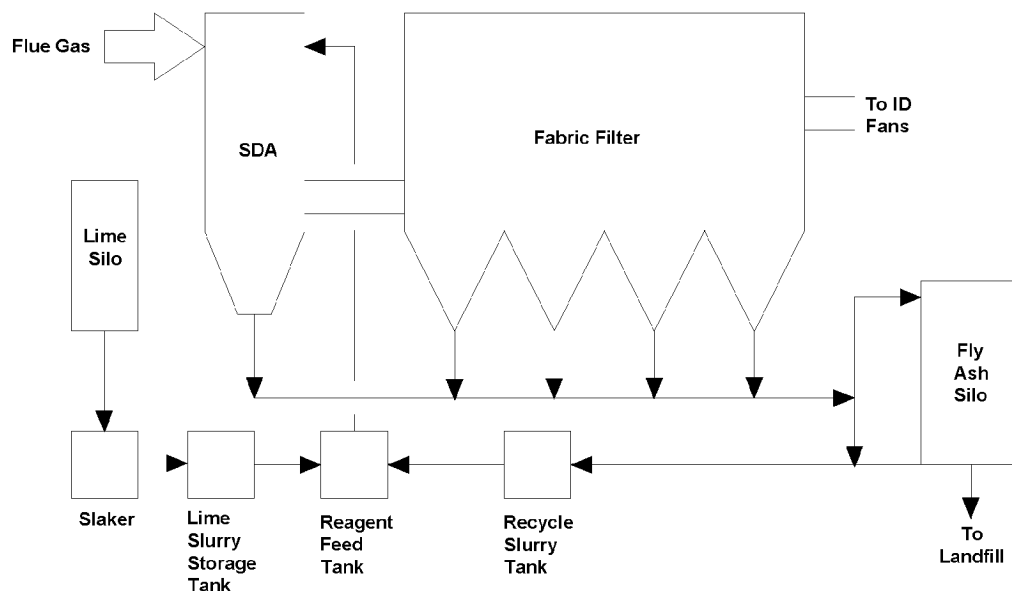 Flue Gas
SDA
Fabric Filter
To ID
Fans
Lime
Silo
Fly
Ash
Silo
Slaker
Lime
Slurry
Storage
Tank
Reagent
Feed
Tank
Recycle
Slurry
Tank
To
Landfill